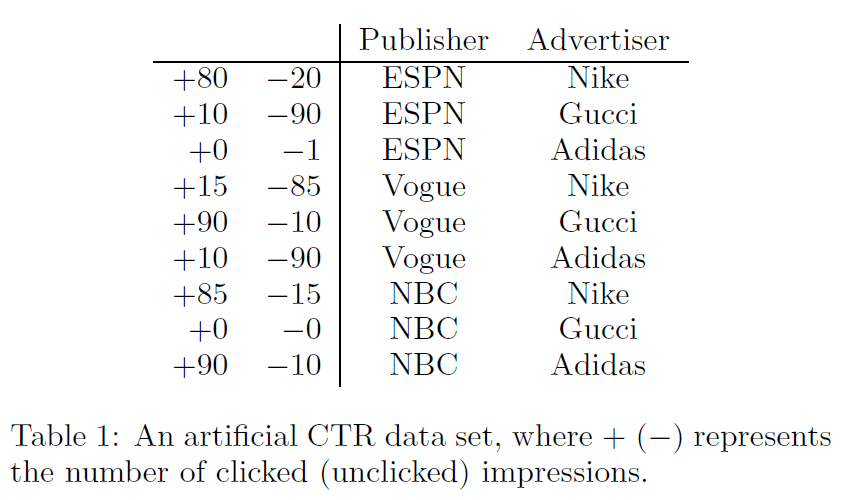 Publisher Advertiser
+80 −20 ESPN Nike
+10 −90 ESPN Gucci
+0 −1 ESPN Adidas
+15 −85 Vogue Nike
+90 −10 Vogue Gucci
+10 −90 Vogue Adidas
+85 −15 NBC Nike
+0 −0 NBC Gucci
+90 −10 NBC Adidas
Table 1: An artificial CTR data set, where + (−) represents
the number of clicked (unclicked) impressions.